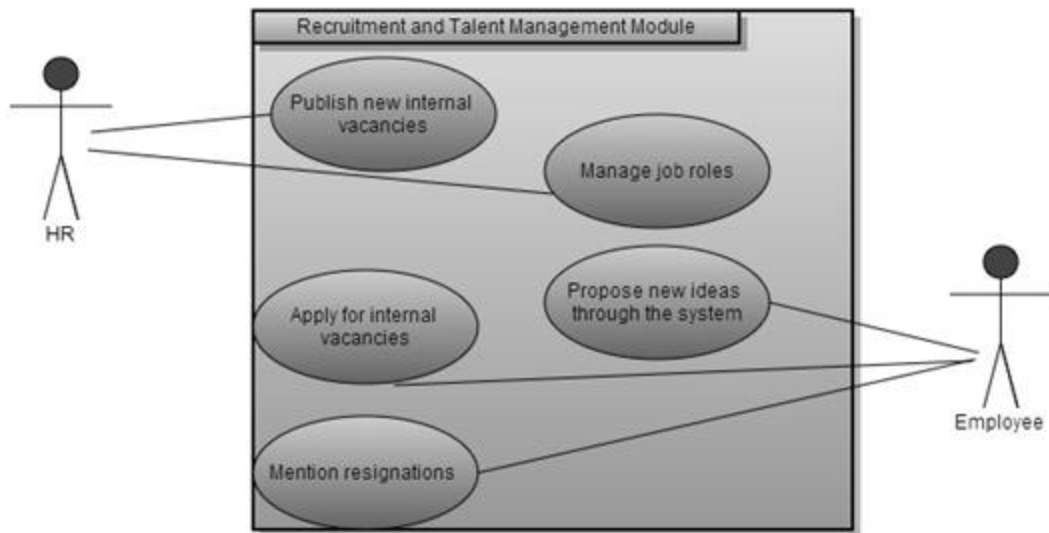 Recruitment and Talent Management Module
Publish new internal
vacancies
Manage job roles
HR
Propose new ideas
through the system
Apply for internal
vacancies
Employee
Mention resignations